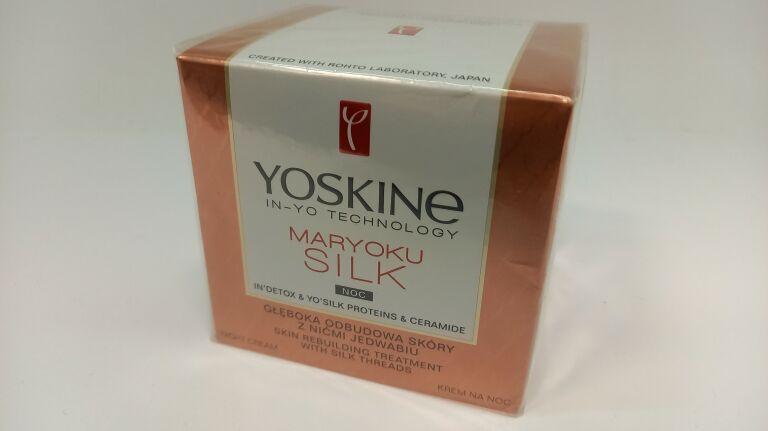 CREATED WITH ROHTO LABORATORY, JAPAN
YOSKINe
IN-YO TECHNOLOGY
MARYOKU
SILK
NOC
IN'DETOX & YO'SILK PROTEINS & CERAMIDE
GŁĘBOKA ODBUDOWA SKÓRY
Z NIĆMI JEDWABIU
SKIN REBUILDING TREATMENT
WITH SILK THREADS
NIGHT CREAM
KREM NA NOC